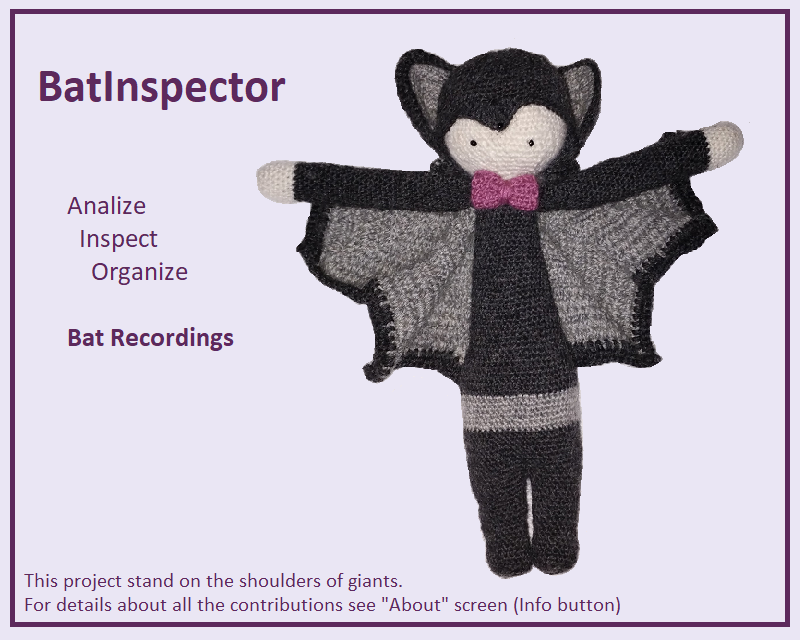 BatInspector
Analize
Inspect
Organize
Bat Recordings
This project stand on the shoulders of giants.
For details about all the contributions see "About" screen (Info button)